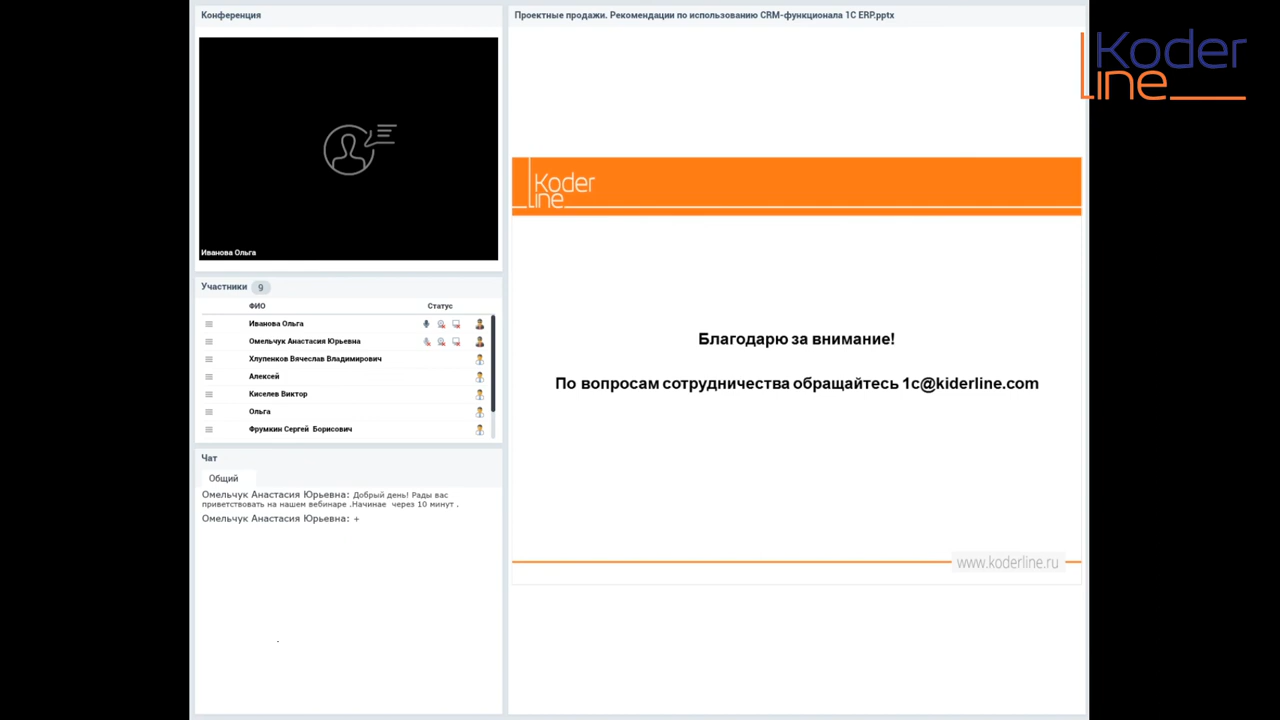 Конференция
Иванова Ольга
Участники 9
ФИО Статус
Иванова Ольга
Омельчук Анастасия Юрьевна
Хлупенков Вячеслав Владимирович
Алексей
Киселев Виктор
Ольга
Фрумкин Сергей Борисович
Чат
Общий
Омельчук Анастасия Юрьевна: Добрый день! Рады вас
приветствовать на нашем вебинаре .Начинае через 10 минут .
Омельчук Анастасия Юрьевна: +
Проектные продажи. Рекомендации по использованию CRM-функционала 1С ERP.pptx
Koder
line
Koder
line
Благодарю за внимание!
По вопросам сотрудничества обращайтесь 1c@kiderline.com
www.koderline.ru